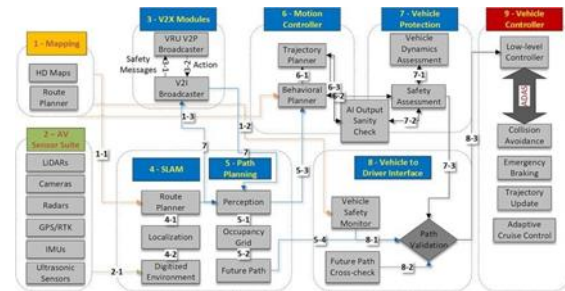 1 - Mapping
HD Maps
Route
Planner
2 – AV
Sensor Suite
LiDARs
Cameras
Radars
GPS/RTK
IMUs
Ultrasonic
Sensors
3 - V2X Modules
VRU V2P
Broadcaster
Safety
Messages
Action
V2I
Broadcaster
4 - SLAM
Route
Planner
4-1
Localization
4-2
Digitized
Environment
5 - Path
Planning
Perception
5-1
Occupancy
Grid
5-2
Future Path
6 - Motion
Controller
Trajectory
Planner
6-1
Behavioral
Planner
6-3
6-2
AI Output
Sanity
Check
7 - Vehicle
Protection
Vehicle
Dynamics
Assessment
7-1
Safety
Assessment
7-2
8 - Vehicle to
Driver Interface
Vehicle
Safety
Monitor
8-1
Path
Validation
Future Path
Cross-check
8-2
9 - Vehicle
Controller
Low-level
Controller
ADAS
Collision
Avoidance
Emergency
Braking
Trajectory
Update
Adaptive
Cruise Control
1-1
1-2
1-3
2-1
7
7
5-3
5-4
7-3
8-3